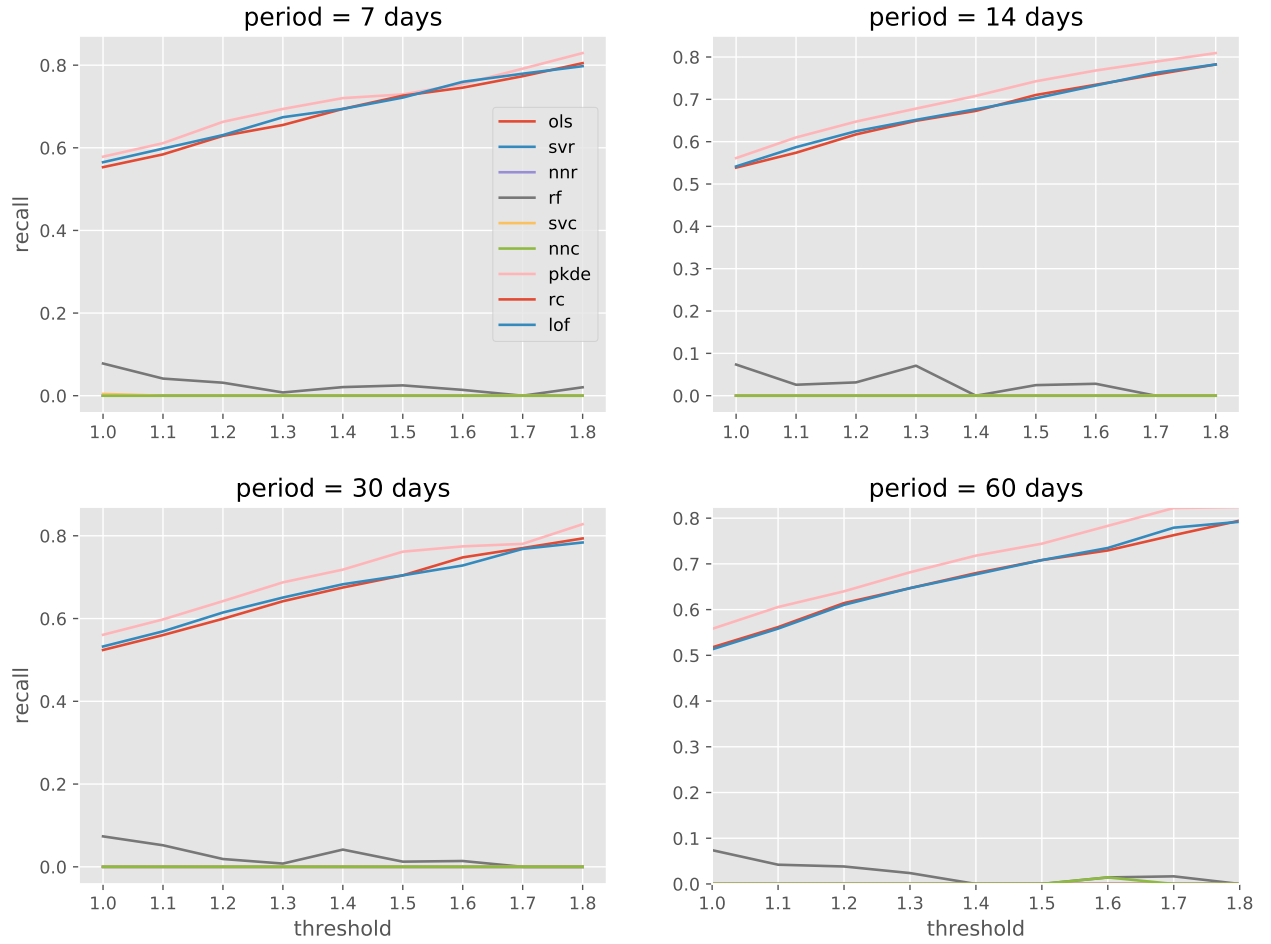 period = 7 days
recall
0.8
0.6
0.4
0.2
0.0
1.0 1.1 1.2 1.3 1.4 1.5 1.6 1.7 1.8
ols
svr
nnr
rf
svc
nnc
pkde
rc
lof
period = 14 days
0.8
0.7
0.6
0.5
0.4
0.3
0.2
0.1
0.0
1.0 1.1 1.2 1.3 1.4 1.5 1.6 1.7 1.8
period = 30 days
recall
0.8
0.6
0.4
0.2
0.0
1.0 1.1 1.2 1.3 1.4 1.5 1.6 1.7 1.8
threshold
period = 60 days
0.8
0.7
0.6
0.5
0.4
0.3
0.2
0.1
0.0
1.0 1.1 1.2 1.3 1.4 1.5 1.6 1.7 1.8
threshold